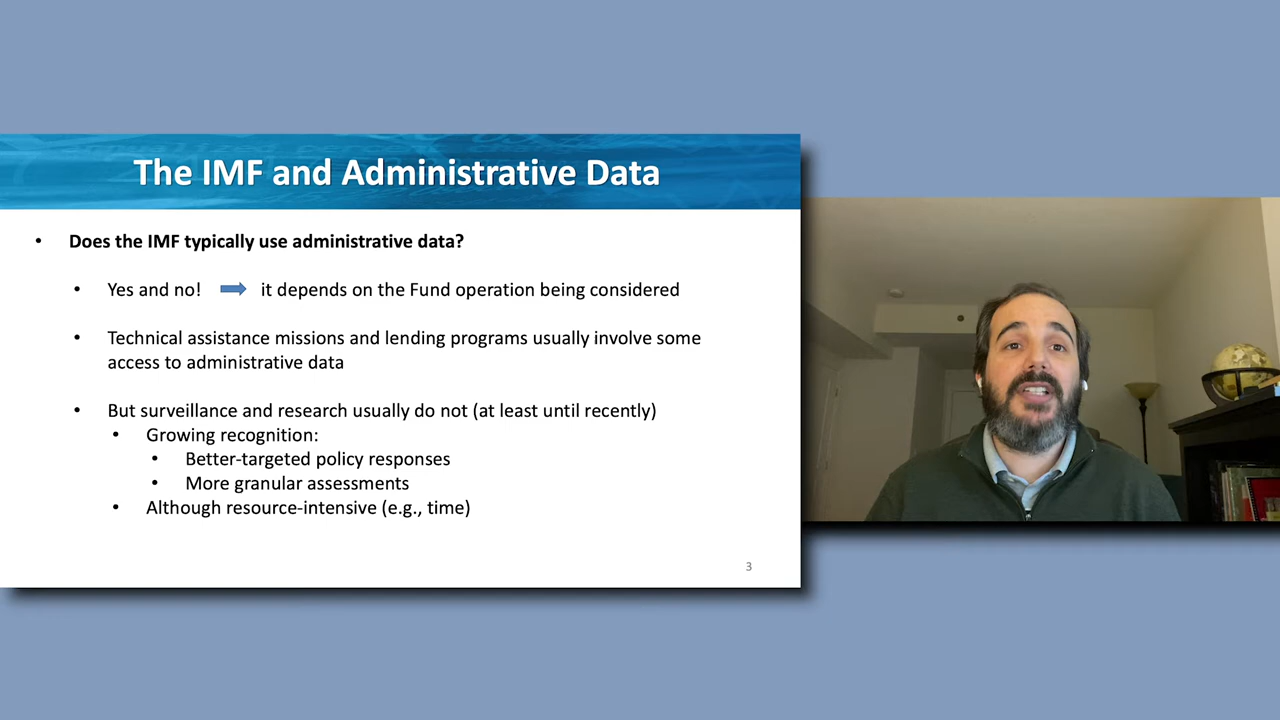 The IMF and Administrative Data
• Does the IMF typically use administrative data?
• Yes and no! it depends on the Fund operation being considered
• Technical assistance missions and lending programs usually involve some
access to administrative data
• But surveillance and research usually do not (at least until recently)
• Growing recognition:
• Better-targeted policy responses
• More granular assessments
• Although resource-intensive (e.g., time)
3